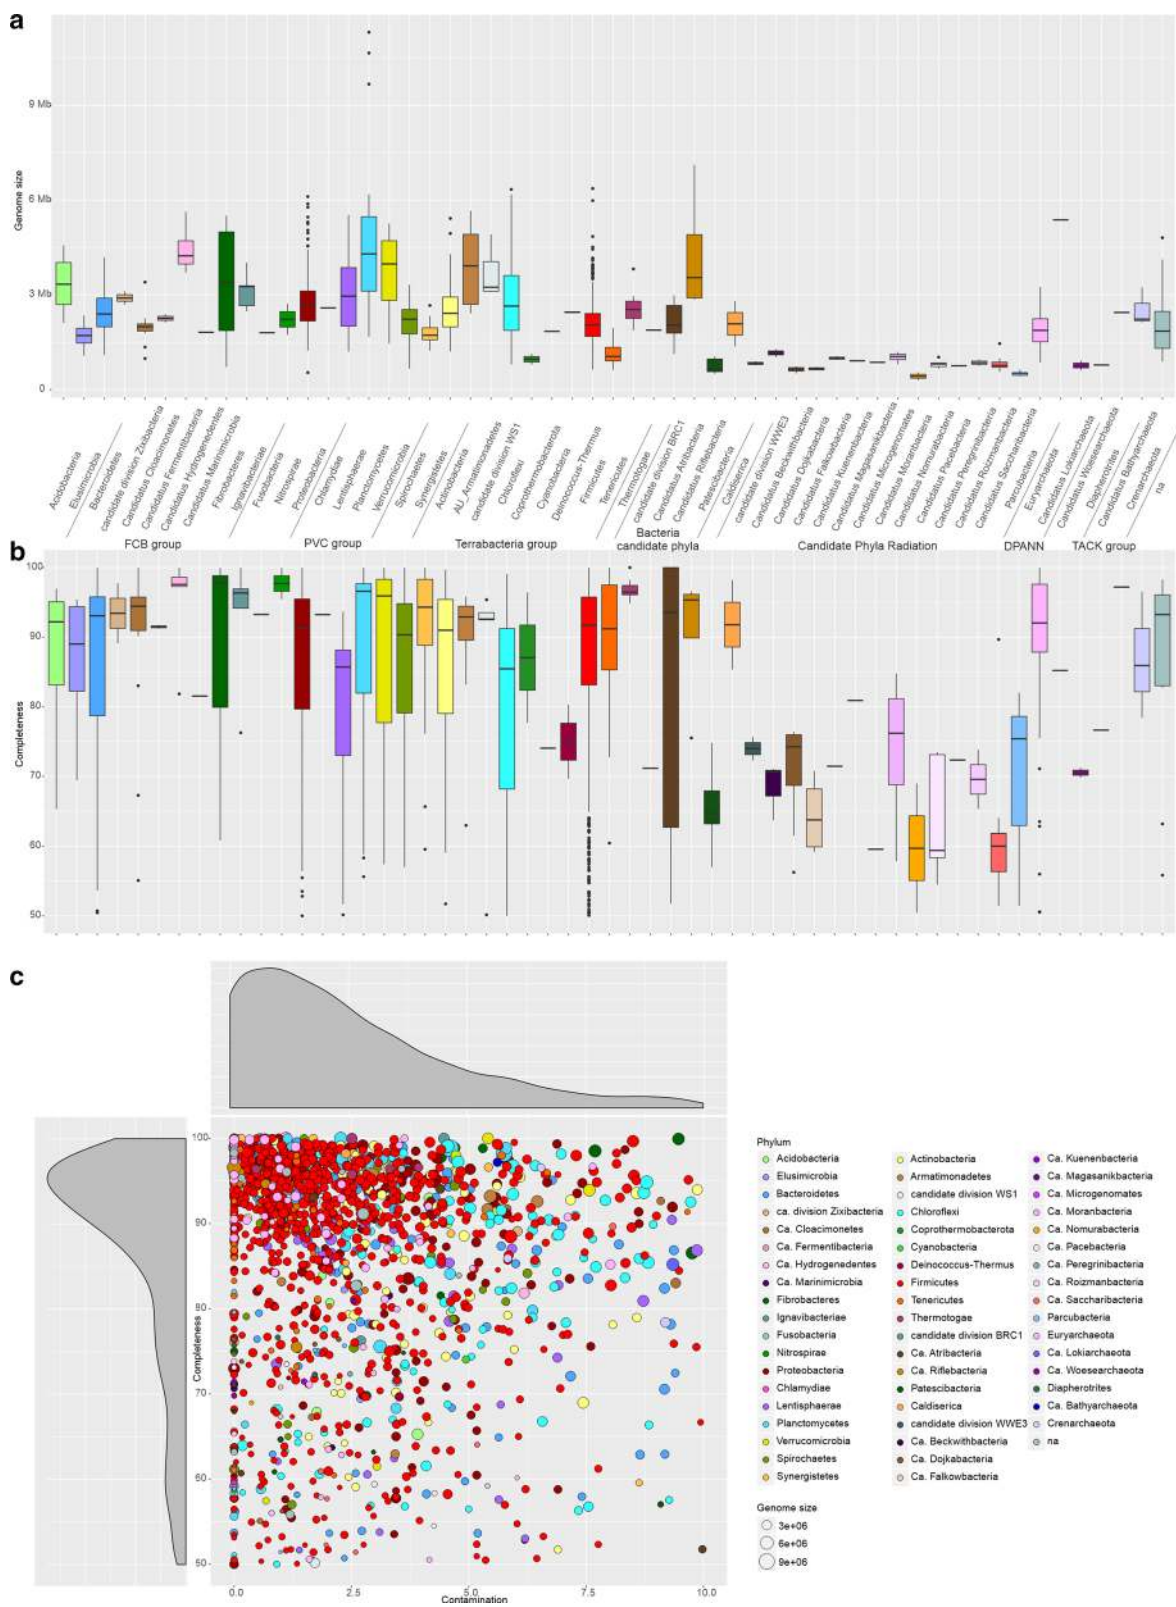 a
9 Mb
6 Mb
3 Mb
0
Genome size
Acidobacteria
Elusimicrobia
Bacteroidetes
candidate division Zixibacteria
Candidatus Cloacimonetes
Candidatus Fermentibacteria
Candidatus Hydrogenedentes
Candidatus Marinimicrobia
Fibrobacteres
Ignavibacteriae
Fusobacteria
Nitrospirae
Proteobacteria
Chlamydiae
Lentisphaerae
Planctomycetes
Verrucomicrobia
Spirochaetes
Synergistetes
Actinobacteria
AU_ Armatimonadetes
candidate division WS1
Chloroflexi
Coprothermobacterota
Cyanobacteria
Deinococcus-Thermus
Firmicutes
Tenericutes
Thermotogae
candidate division BRC1
Candidatus Atribacteria
Candidatus Riflebacteria
Patescibacteria
Caldiserica
candidate division WWE3
Candidatus Beckwithbacteria
Candidatus Dojkabacteria
Candidatus Falkowbacteria
Candidatus Kuenenbacteria
Candidatus Magasanikbacteria
Candidatus Microgenomates
Candidatus Moranbacteria
Candidatus Nomurabacteria
Candidatus Pacebacteria
Candidatus Peregrinibacteria
Candidatus Roizmanbacteria
Candidatus Saccharibacteria
Parcubacteria
Euryarchaeota
Candidatus Lokiarchaeota
Candidatus Woesearchaeota
Diapherotrites
Candidatus Bathyarchaeota
Crenarchaeota
na
FCB group
PVC group
Terrabacteria group
Bacteria
candidate phyla
Candidate Phyla Radiation
DPANN
TACK group
b
100
90
80
70
60
50
Completeness
c
100
90
80
70
60
50
Completeness
0.0
2.5
5.0
7.5
10.0
Contamination
Phylum
Acidobacteria
Elusimicrobia
Bacteroidetes
ca. division Zixibacteria
Ca. Cloacimonetes
Ca. Fermentibacteria
Ca. Hydrogenedentes
Ca. Marinimicrobia
Fibrobacteres
Ignavibacteriae
Fusobacteria
Nitrospirae
Proteobacteria
Chlamydiae
Lentisphaerae
Planctomycetes
Verrucomicrobia
Spirochaetes
Synergistetes
Actinobacteria
Armatimonadetes
candidate division WS1
Chloroflexi
Coprothermobacterota
Cyanobacteria
Deinococcus-Thermus
Firmicutes
Tenericutes
Thermotogae
candidate division BRC1
Ca. Atribacteria
Ca. Riflebacteria
Patescibacteria
Caldiserica
candidate division WWE3
Ca. Beckwithbacteria
Ca. Dojkabacteria
Ca. Falkowbacteria
Ca. Kuenenbacteria
Ca. Magasanikbacteria
Ca. Microgenomates
Ca. Moranbacteria
Ca. Nomurabacteria
Ca. Pacebacteria
Ca. Peregrinibacteria
Ca. Roizmanbacteria
Ca. Saccharibacteria
Parcubacteria
Euryarchaeota
Ca. Lokiarchaeota
Ca. Woesearchaeota
Diapherotrites
Ca. Bathyarchaeota
Crenarchaeota
na
Genome size
3e+06
6e+06
9e+06